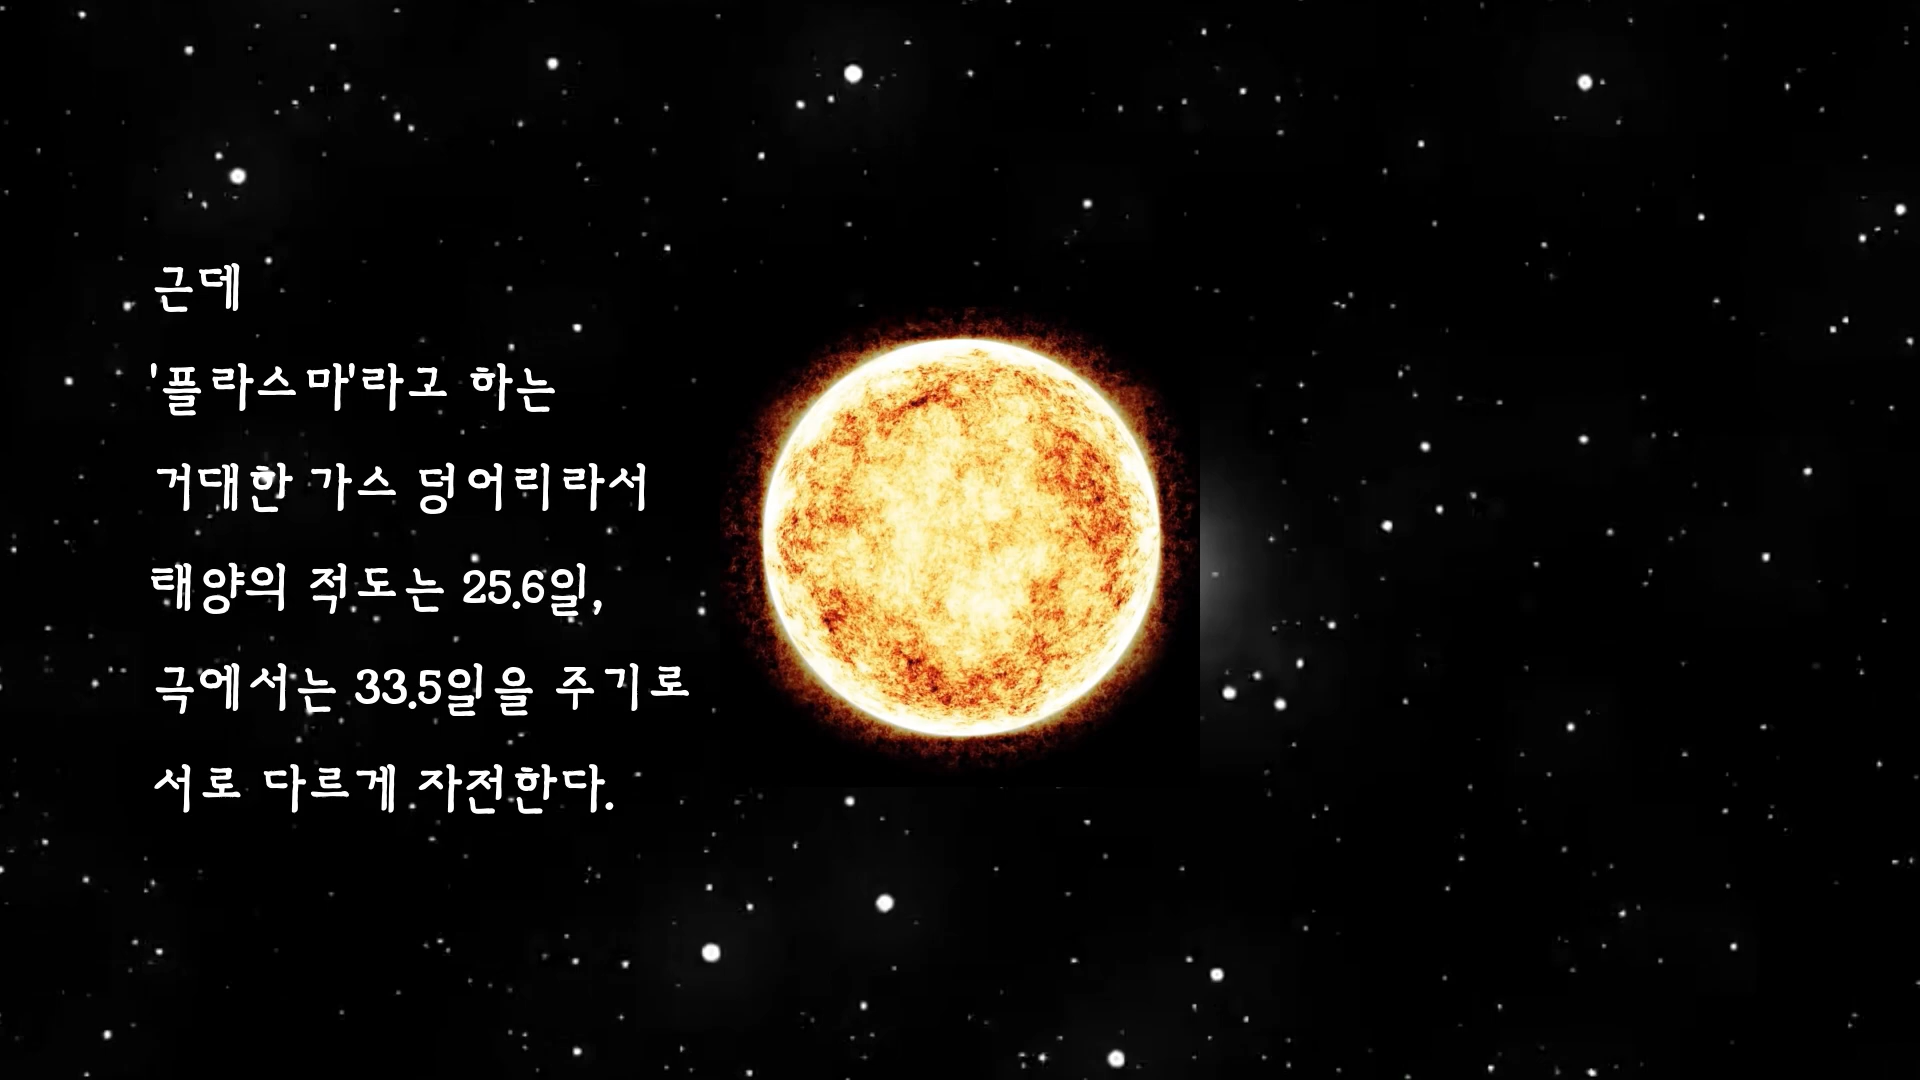 근데
'플라스마'라고 하는
거대한 가스 덩어리라서
태양의 적도는 25.6일,
극에서는 33.5일을 주기로
서로 다르게 자전한다.